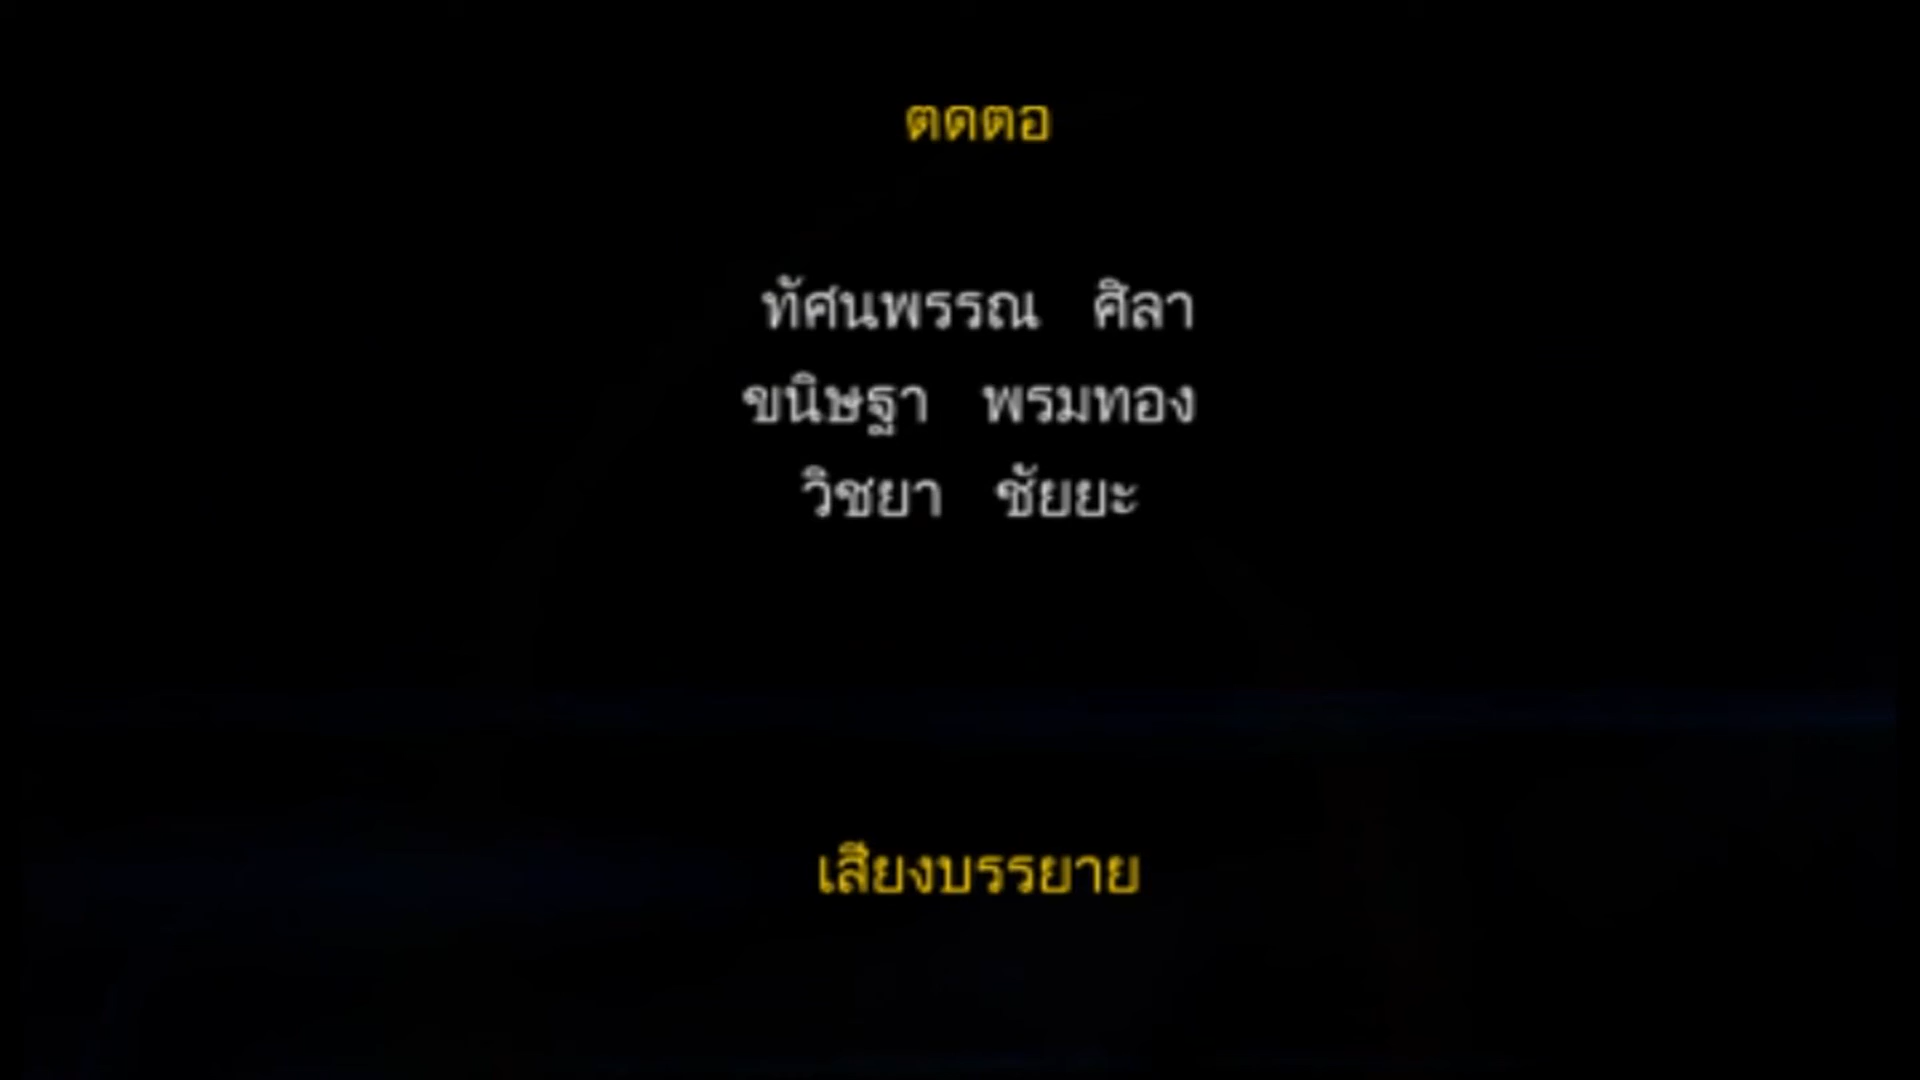 ตดตอ
ทัศนพรรณ ศิลา
ขนิษฐา พรมทอง
วิชยา ชัยยะ
เสียงบรรยาย